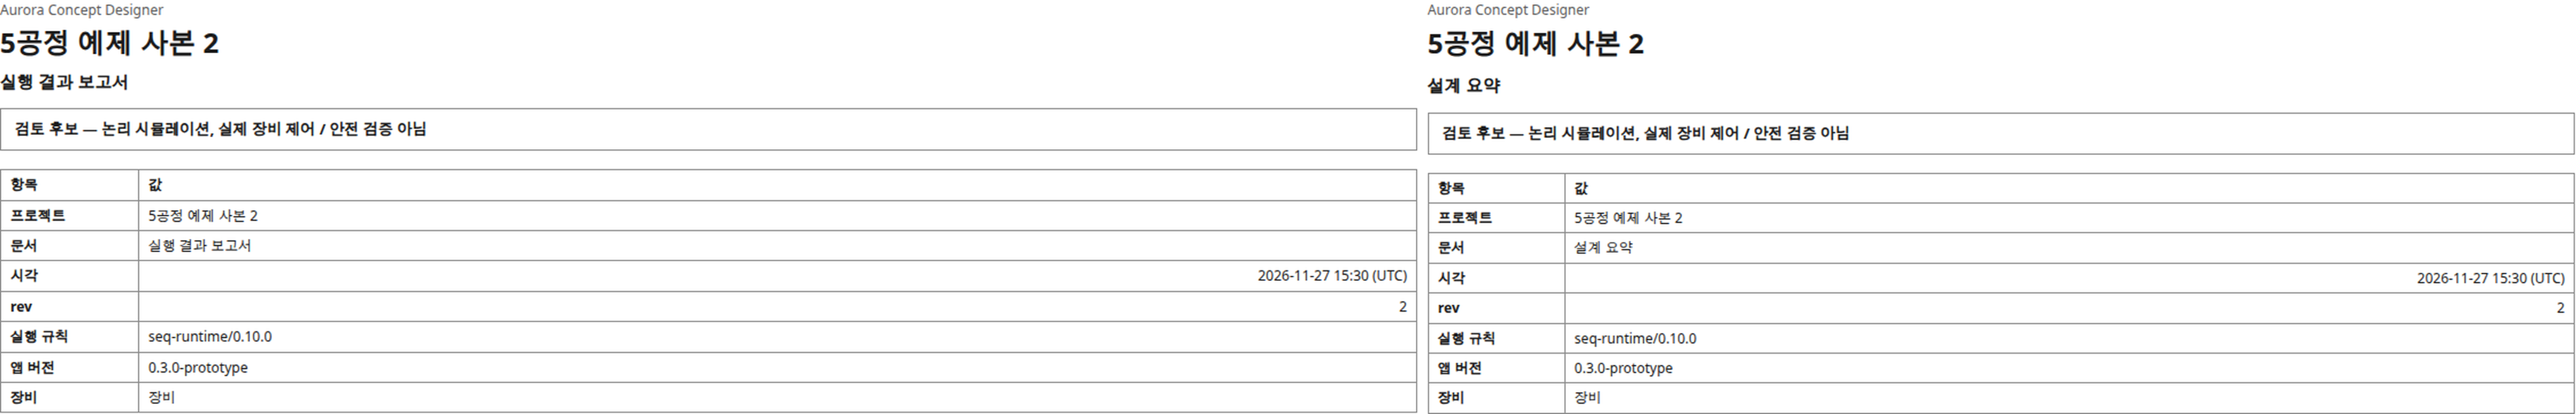 Aurora Concept Designer
5공정 예제 사본 2
실행 결과 보고서
검토 후보 — 논리 시뮬레이션, 실제 장비 제어 / 안전 검증 아님
항목 값
프로젝트 5공정 예제 사본 2
문서 실행 결과 보고서
시각 2026-11-27 15:30 (UTC)
rev 2
실행 규칙 seq-runtime/0.10.0
앱 버전 0.3.0-prototype
장비 장비
Aurora Concept Designer
5공정 예제 사본 2
설계 요약
검토 후보 — 논리 시뮬레이션, 실제 장비 제어 / 안전 검증 아님
항목 값
프로젝트 5공정 예제 사본 2
문서 설계 요약
시각 2026-11-27 15:30 (UTC)
rev 2
실행 규칙 seq-runtime/0.10.0
앱 버전 0.3.0-prototype
장비 장비